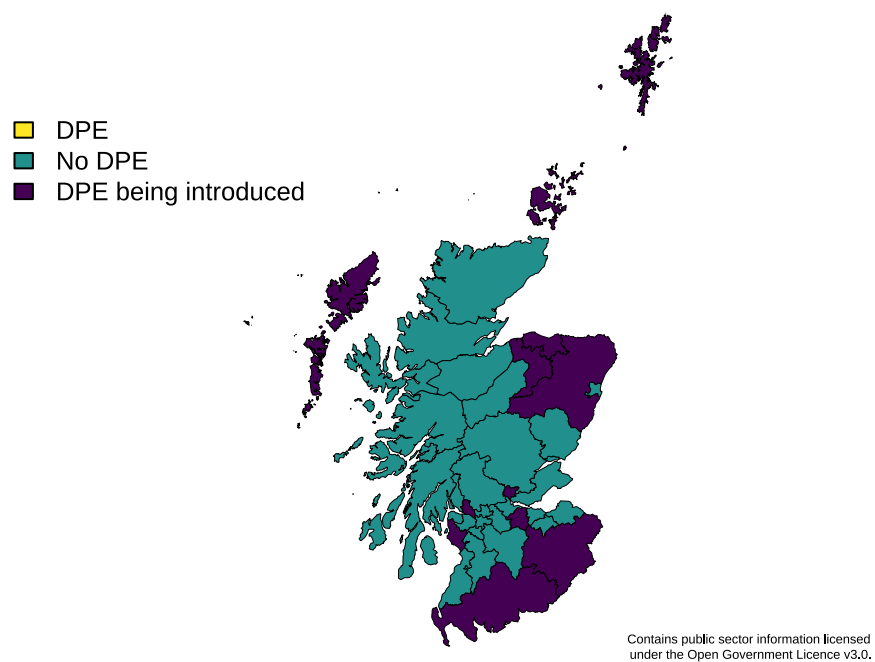 DPE
No DPE
DPE being introduced
Contains public sector information licensed
under the Open Government Licence v3.0.